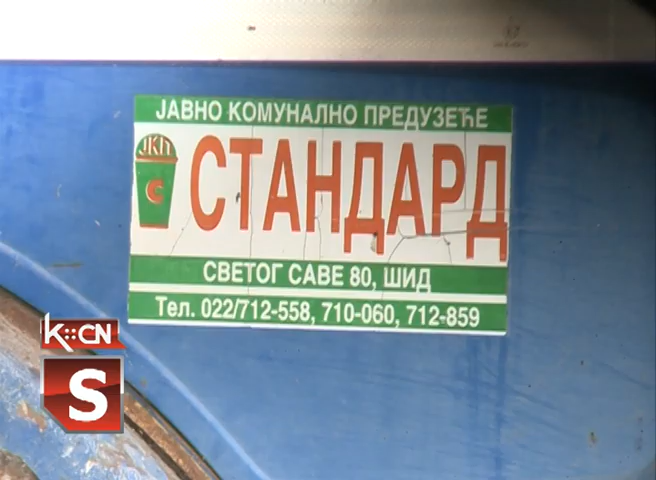 ЈАВНО КОМУНАЛНО ПРЕДУЗЕЋЕ
ЈКП
С
СТАНДАРД
СВЕТОГ САВЕ 80, ШИД
Тел. 022/712-558, 710-060, 712-859
K::CN
S